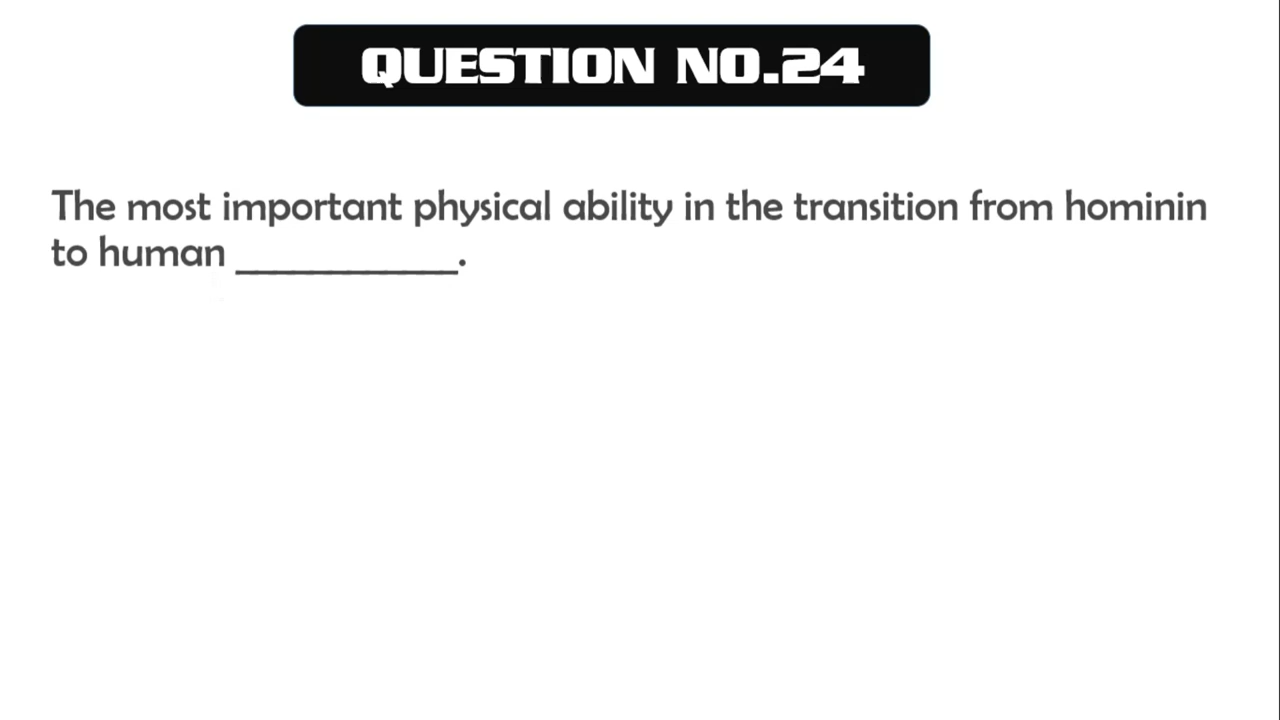 QUESTION NO.24
The most important physical ability in the transition from hominin
to human ___________.